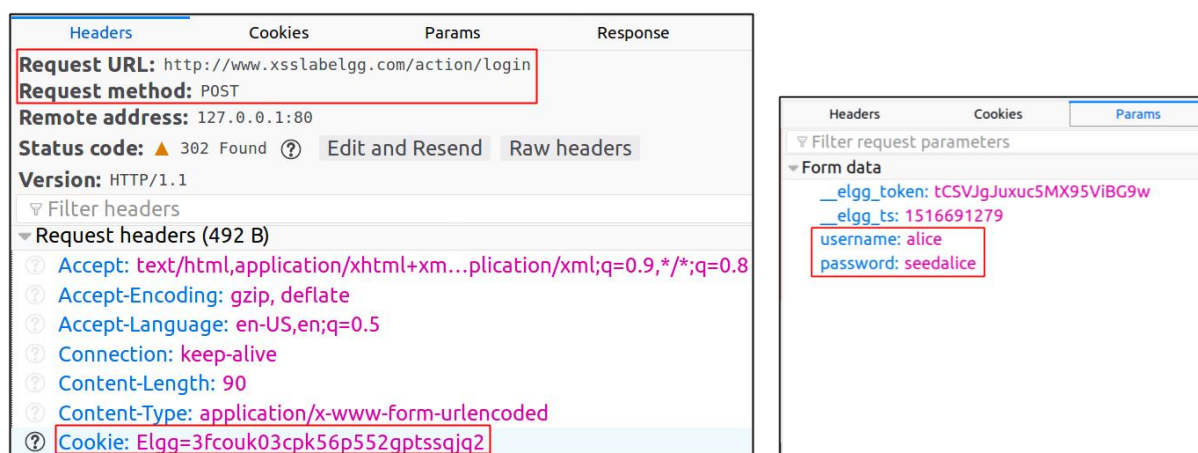 Headers Cookies Params Response
Request URL: http://www.xsslabelgg.com/action/login
Request method: POST
Remote address: 127.0.0.1:80
Status code: ▲ 302 Found ? Edit and Resend Raw headers
Version: HTTP/1.1
Filter headers
Request headers (492 B)
? Accept: text/html,application/xhtml+xm…plication/xml;q=0.9,*/*;q=0.8
? Accept-Encoding: gzip, deflate
? Accept-Language: en-US,en;q=0.5
? Connection: keep-alive
? Content-Length: 90
? Content-Type: application/x-www-form-urlencoded
? Cookie: Elgg=3fcouk03cpk56p552gptssqjq2
Headers Cookies Params
Filter request parameters
Form data
__elgg_token: tCSVJgJuxuc5MX95ViBG9w
__elgg_ts: 1516691279
username: alice
password: seedalice